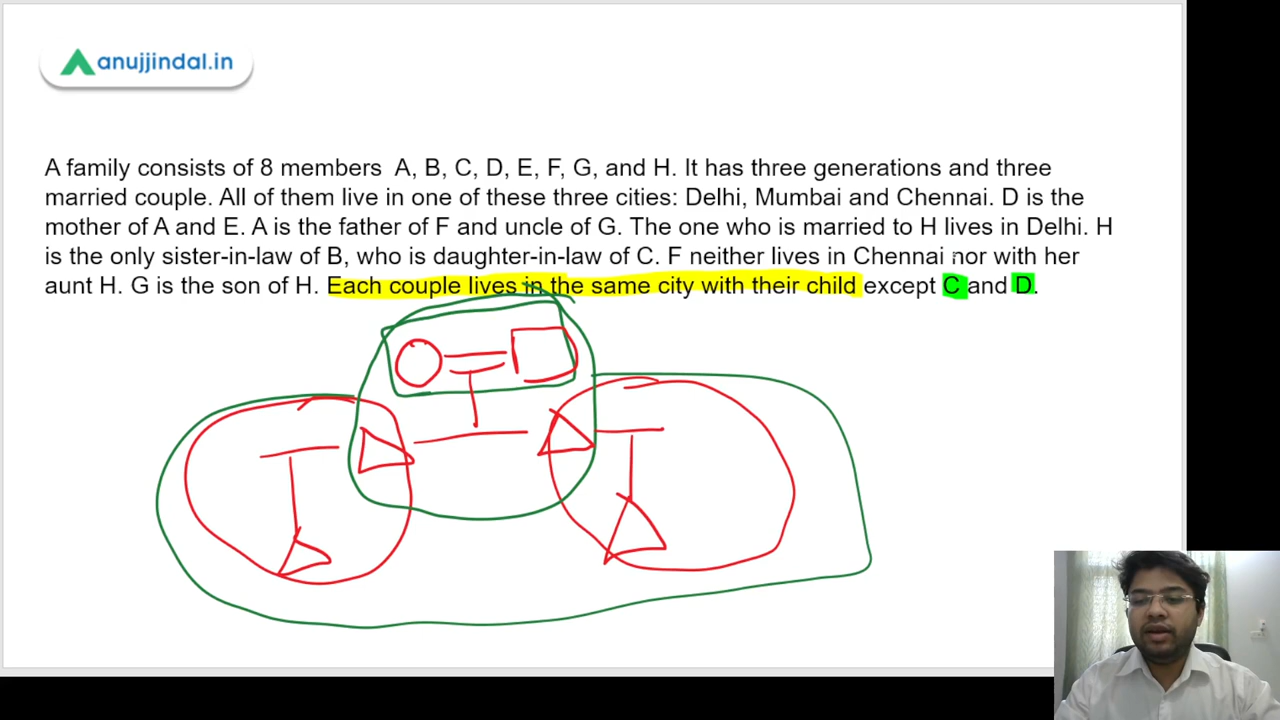 anujjindal.in
A family consists of 8 members A, B, C, D, E, F, G, and H. It has three generations and three
married couple. All of them live in one of these three cities: Delhi, Mumbai and Chennai. D is the
mother of A and E. A is the father of F and uncle of G. The one who is married to H lives in Delhi. H
is the only sister-in-law of B, who is daughter-in-law of C. F neither lives in Chennai nor with her
aunt H. G is the son of H. Each couple lives in the same city with their child except C and D.